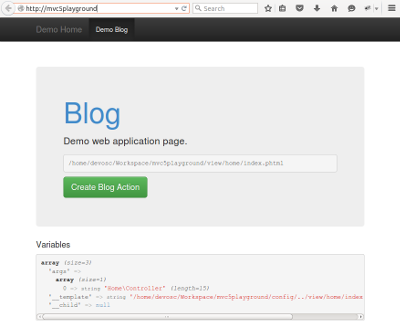 http://mvc5playground
Search
Demo Home
Demo Blog
Blog
Demo web application page.
/home/devosc/Workspace/mvc5playground/view/home/index.phtml
Create Blog Action
Variables
array (size=3)
'args' =>
array (size=1)
0 => string 'Home\Controller' (length=15)
'__template' => string '/home/devosc/Workspace/mvc5playground/config/../view/home/index
'__child' => null